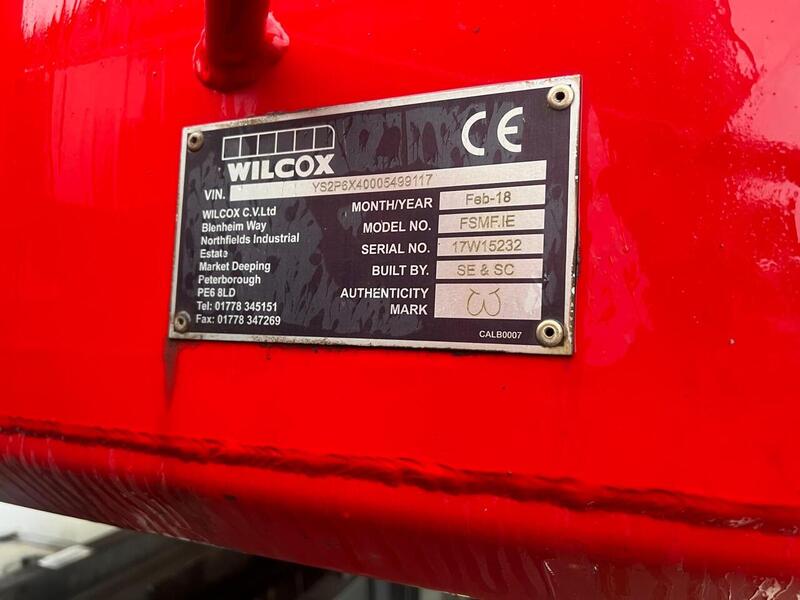 WILCOX
CE
VIN. YS2P6X40005499117
WILCOX C.V.Ltd
Blenheim Way
Northfields Industrial
Estate
Market Deeping
Peterborough
PE6 8LD
Tel: 01778 345151
Fax: 01778 347269
MONTH/YEAR Feb-18
MODEL NO. FSMF.IE
SERIAL NO. 17W15232
BUILT BY. SE & SC
AUTHENTICITY
MARK
CALB0007